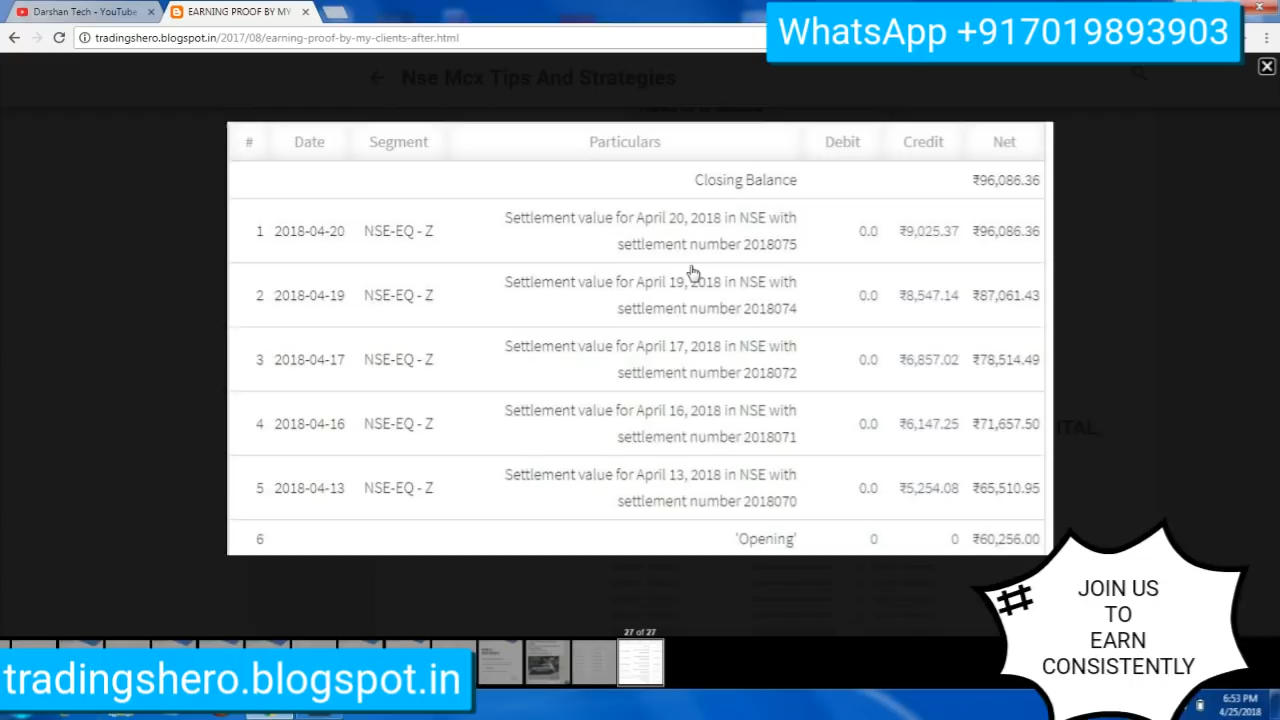 Darshan Tech - YouTube
EARNING PROOF BY MY
tradingshero.blogspot.in/2017/08/earning-proof-by-my-clients-after.html
WhatsApp +917019893903
Nse Mcx Tips And Strategies
# Date Segment Particulars Debit Credit Net
Closing Balance ₹96,086.36
1 2018-04-20 NSE-EQ - Z Settlement value for April 20, 2018 in NSE with 0.0 ₹9,025.37 ₹96,086.36
settlement number 2018075
2 2018-04-19 NSE-EQ - Z Settlement value for April 19, 2018 in NSE with 0.0 ₹8,547.14 ₹87,061.43
settlement number 2018074
3 2018-04-17 NSE-EQ - Z Settlement value for April 17, 2018 in NSE with 0.0 ₹6,857.02 ₹78,514.49
settlement number 2018072
4 2018-04-16 NSE-EQ - Z Settlement value for April 16, 2018 in NSE with 0.0 ₹6,147.25 ₹71,657.50
settlement number 2018071
5 2018-04-13 NSE-EQ - Z Settlement value for April 13, 2018 in NSE with 0.0 ₹5,254.08 ₹65,510.95
settlement number 2018070
6 'Opening' 0 0 ₹60,256.00
ITAL,
27 of 27
tradingshero.blogspot.in
#
JOIN US
TO
EARN
CONSISTENTLY
6:53 PM
4/25/2018